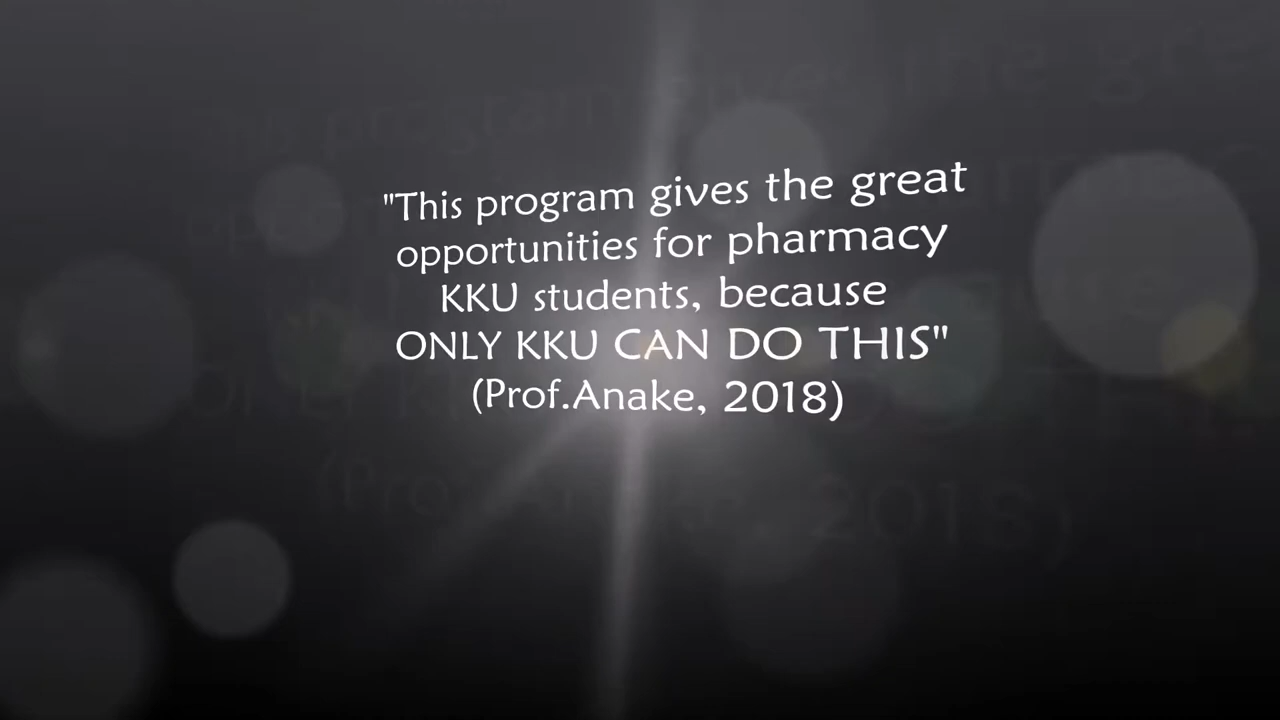 "This program gives the great
opportunities for pharmacy
KKU students, because
ONLY KKU CAN DO THIS"
(Prof.Anake, 2018)